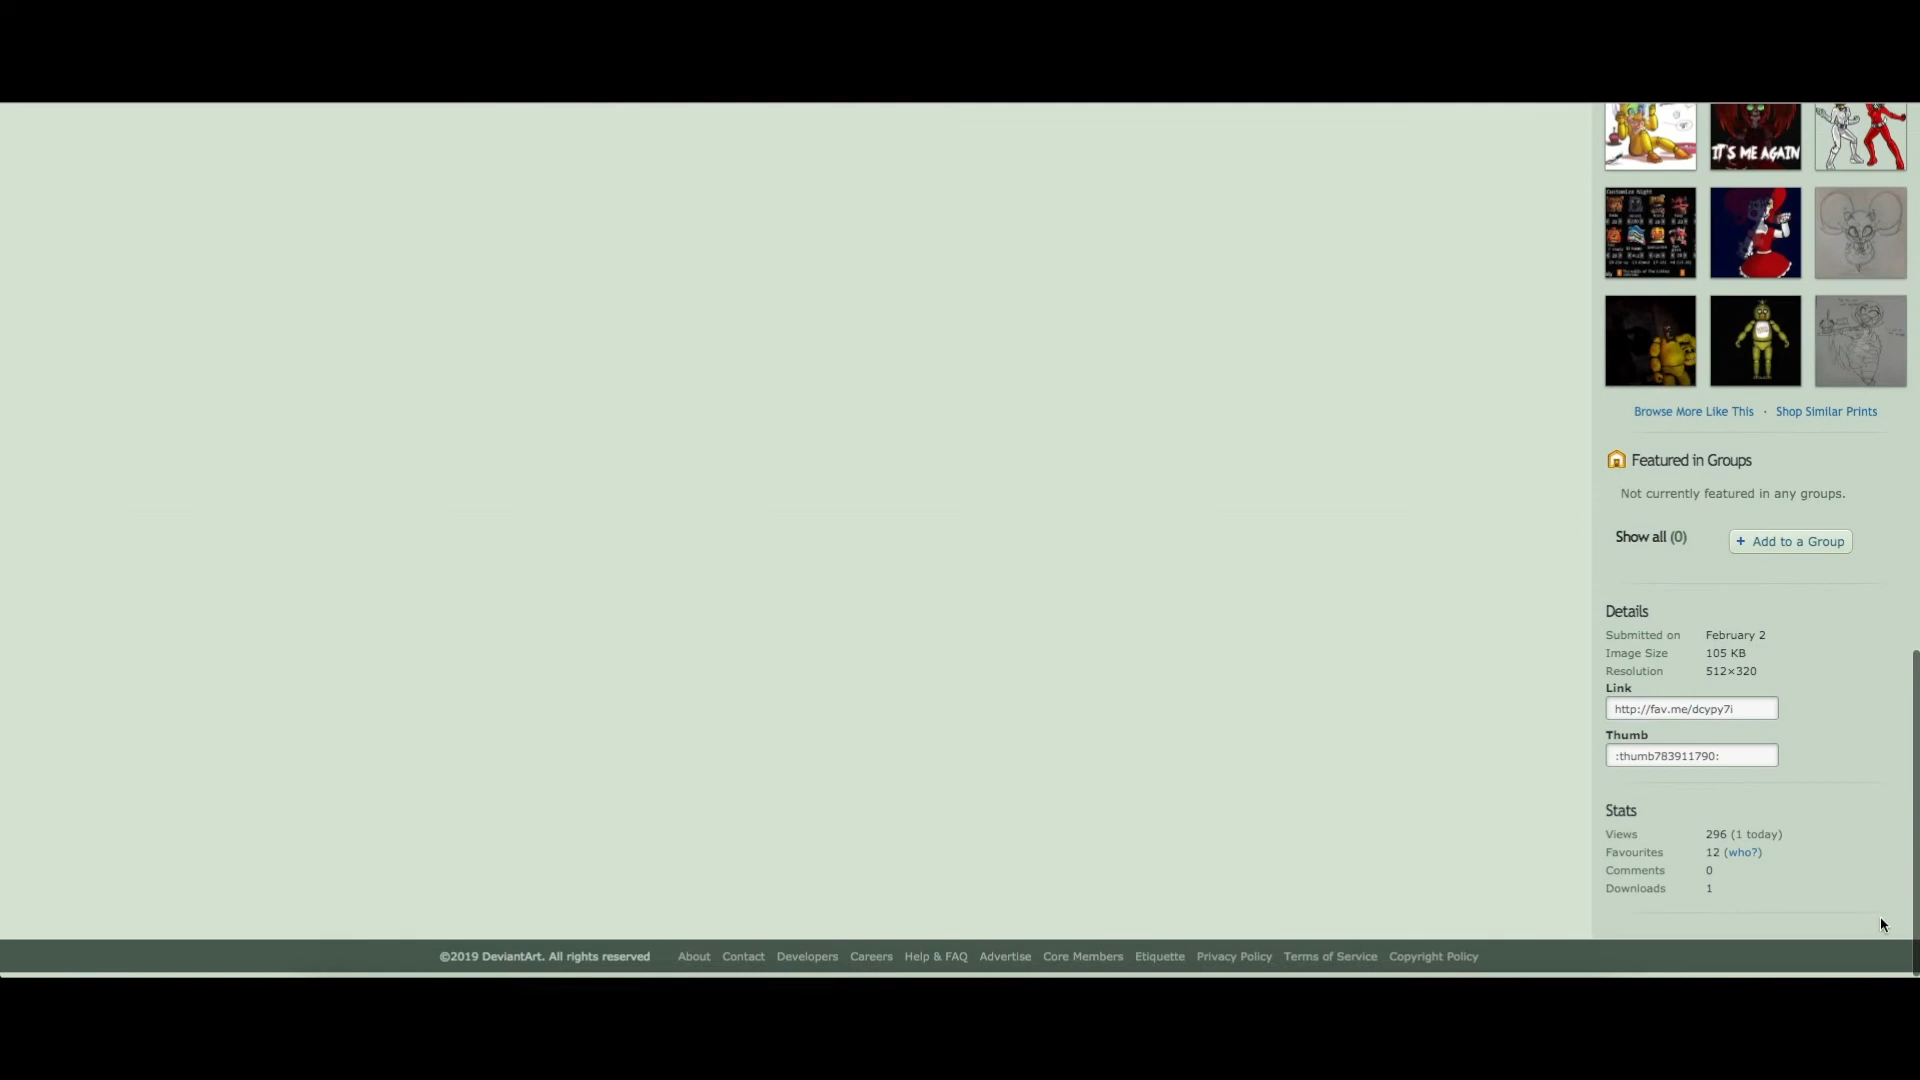 IT'S ME AGAIN
Customize Night
Browse More Like This · Shop Similar Prints
Featured in Groups
Not currently featured in any groups.
Show all (0)
+ Add to a Group
Details
Submitted on February 2
Image Size 105 KB
Resolution 512×320
Link
http://fav.me/dcypy7i
Thumb
:thumb783911790:
Stats
Views 296 (1 today)
Favourites 12 (who?)
Comments 0
Downloads 1
©2019 DeviantArt. All rights reserved About Contact Developers Careers Help & FAQ Advertise Core Members Etiquette Privacy Policy Terms of Service Copyright Policy